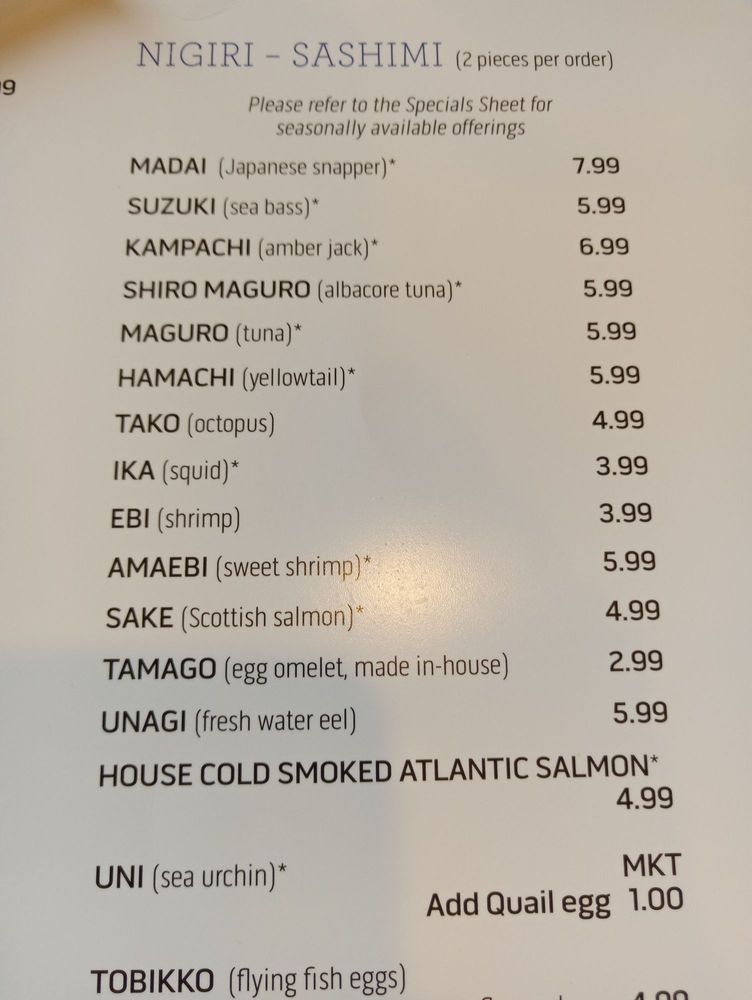 NIGIRI – SASHIMI (2 pieces per order)
Please refer to the Specials Sheet for
seasonally available offerings
MADAI (Japanese snapper)* 7.99
SUZUKI (sea bass)* 5.99
KAMPACHI (amber jack)* 6.99
SHIRO MAGURO (albacore tuna)* 5.99
MAGURO (tuna)* 5.99
HAMACHI (yellowtail)* 5.99
TAKO (octopus) 4.99
IKA (squid)* 3.99
EBI (shrimp) 3.99
AMAEBI (sweet shrimp)* 5.99
SAKE (Scottish salmon)* 4.99
TAMAGO (egg omelet, made in-house) 2.99
UNAGI (fresh water eel) 5.99
HOUSE COLD SMOKED ATLANTIC SALMON*
4.99
UNI (sea urchin)* MKT
Add Quail egg 1.00
TOBIKKO (flying fish eggs)
4.99